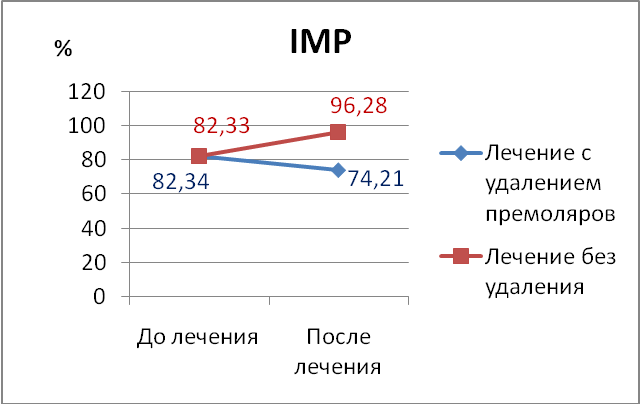 IMP
%
120
100
80
60
40
20
0
82,33
96,28
82,34
74,21
До лечения
После
лечения
Лечение с
удалением
премоляров
Лечение без
удаления